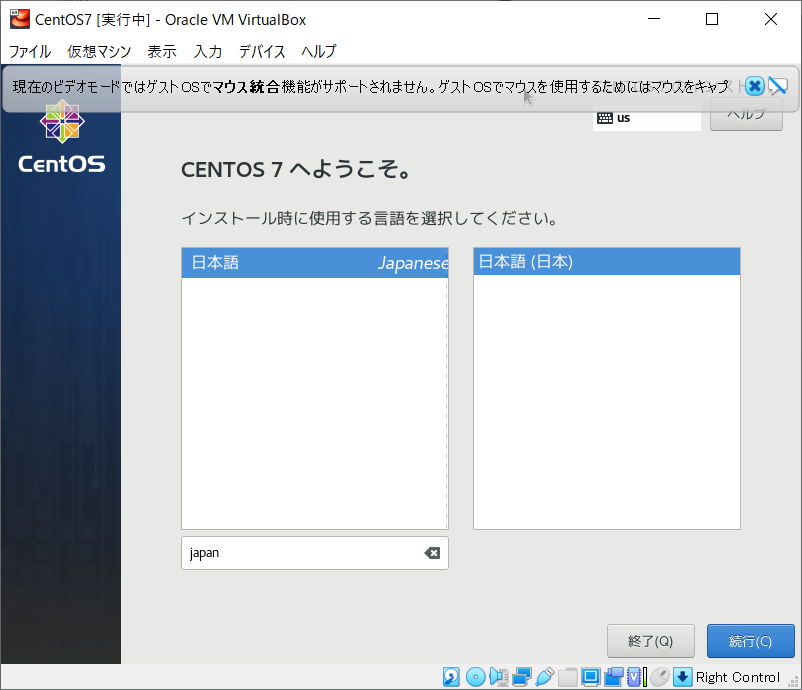 CentOS7 [実行中] - Oracle VM VirtualBox
ファイル 仮想マシン 表示 入力 デバイス ヘルプ
現在のビデオモードではゲストOSでマウス統合機能がサポートされません。ゲストOSでマウスを使用するためにはマウスをキャプ
us
ヘルプ
CentOS
CENTOS 7 へようこそ。
インストール時に使用する言語を選択してください。
日本語 Japanese
日本語 (日本)
japan
終了(Q) 続行(C)
Right Control